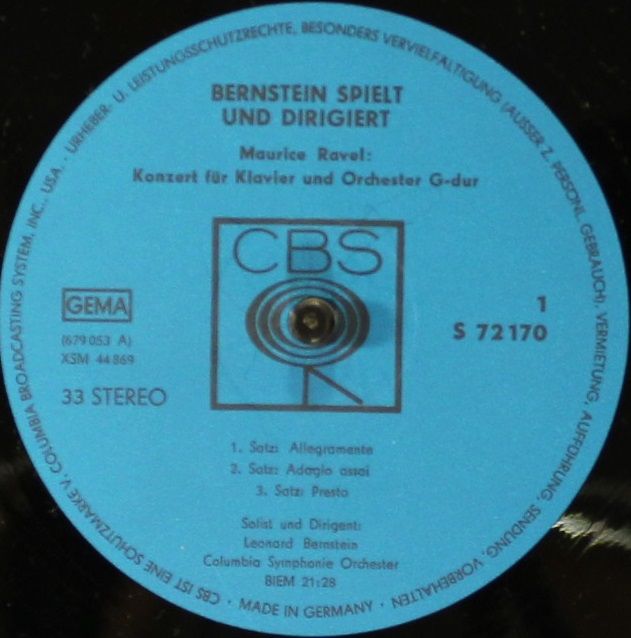 URHEBER- U. LEISTUNGSSCHUTZRECHTE, BESONDERS VERVIELFÄLTIGUNG (AUSSER Z. PERSÖNL. GEBRAUCH), VERMIETUNG, AUFFÜHRUNG, SENDUNG, VORBEHALTEN
BERNSTEIN SPIELT
UND DIRIGIERT
Maurice Ravel:
Konzert für Klavier und Orchester G-dur
CBS
GEMA
(679 053 A)
XSM 44 869
33 STEREO
1
S 72 170
1. Satz: Allegramente
2. Satz: Adagio assai
3. Satz: Presto
Solist und Dirigent:
Leonard Bernstein
Columbia Symphonie Orchester
BIEM 21:28
· MADE IN GERMANY ·
CBS IST EINE SCHUTZMARKE V. COLUMBIA BROADCASTING SYSTEM, INC., USA. ·